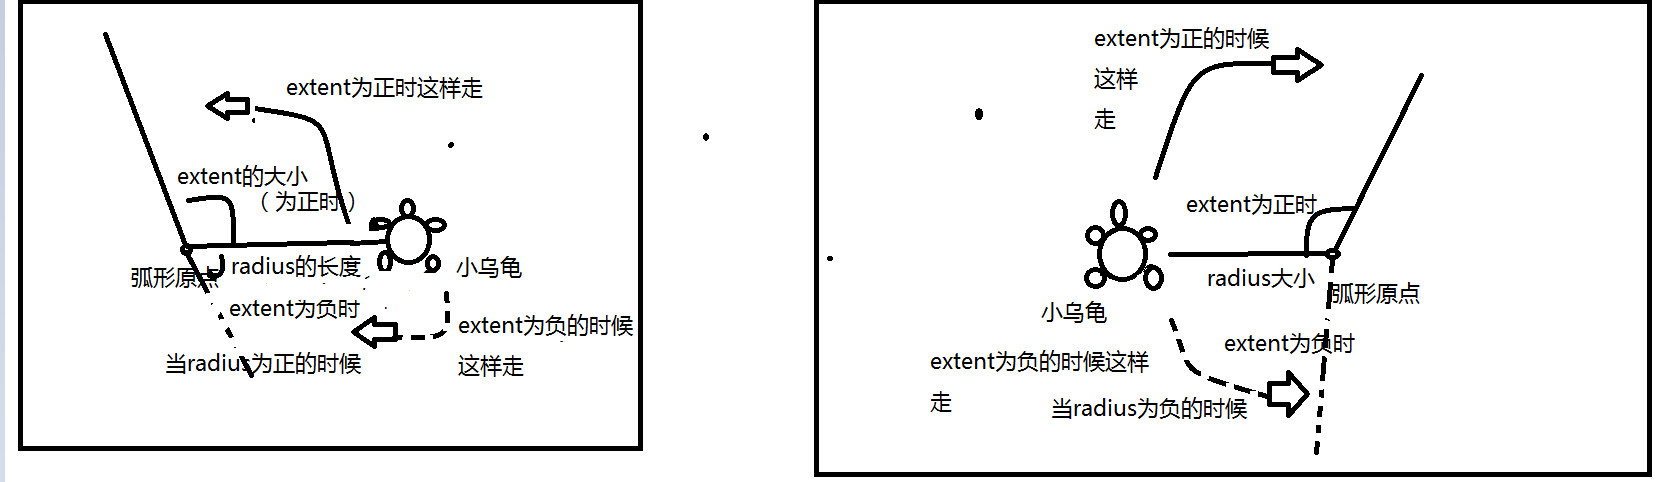 extent为正时这样走
extent的大小
（为正时）
弧形原点
radius的长度
小乌龟
extent为负时
extent为负的时候
这样走
当radius为正的时候
extent为正的时候
这样
走
extent为正时
radius大小
弧形原点
小乌龟
extent为负时
extent为负的时候这样
走
当radius为负的时候